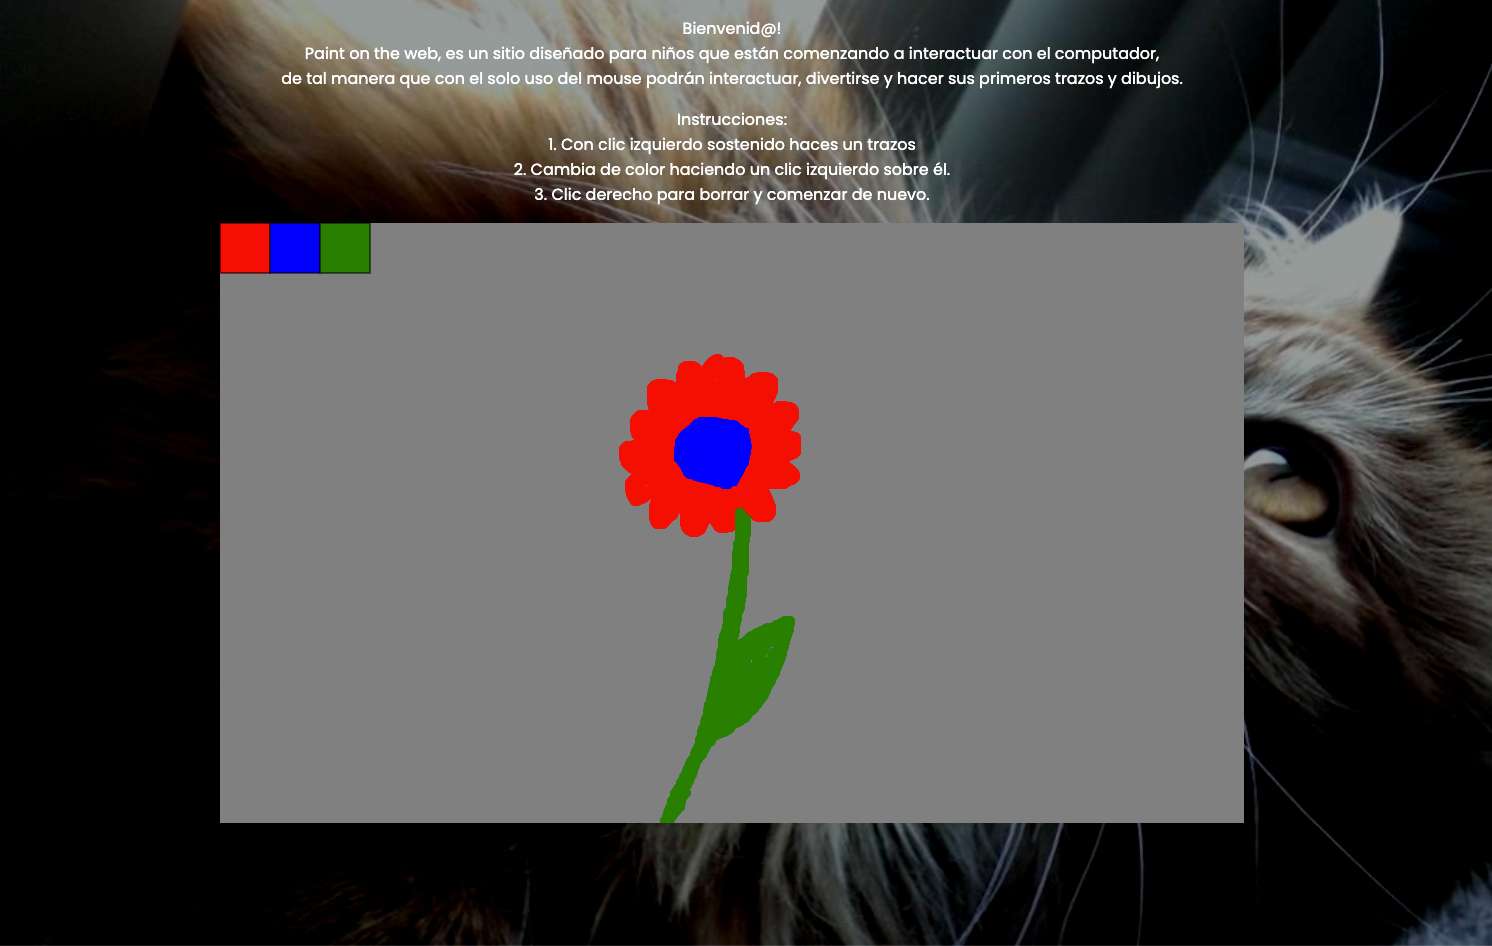 Bienvenid@!
Paint on the web, es un sitio diseñado para niños que están comenzando a interactuar con el computador,
de tal manera que con el solo uso del mouse podrán interactuar, divertirse y hacer sus primeros trazos y dibujos.
Instrucciones:
1. Con clic izquierdo sostenido haces un trazos
2. Cambia de color haciendo un clic izquierdo sobre él.
3. Clic derecho para borrar y comenzar de nuevo.